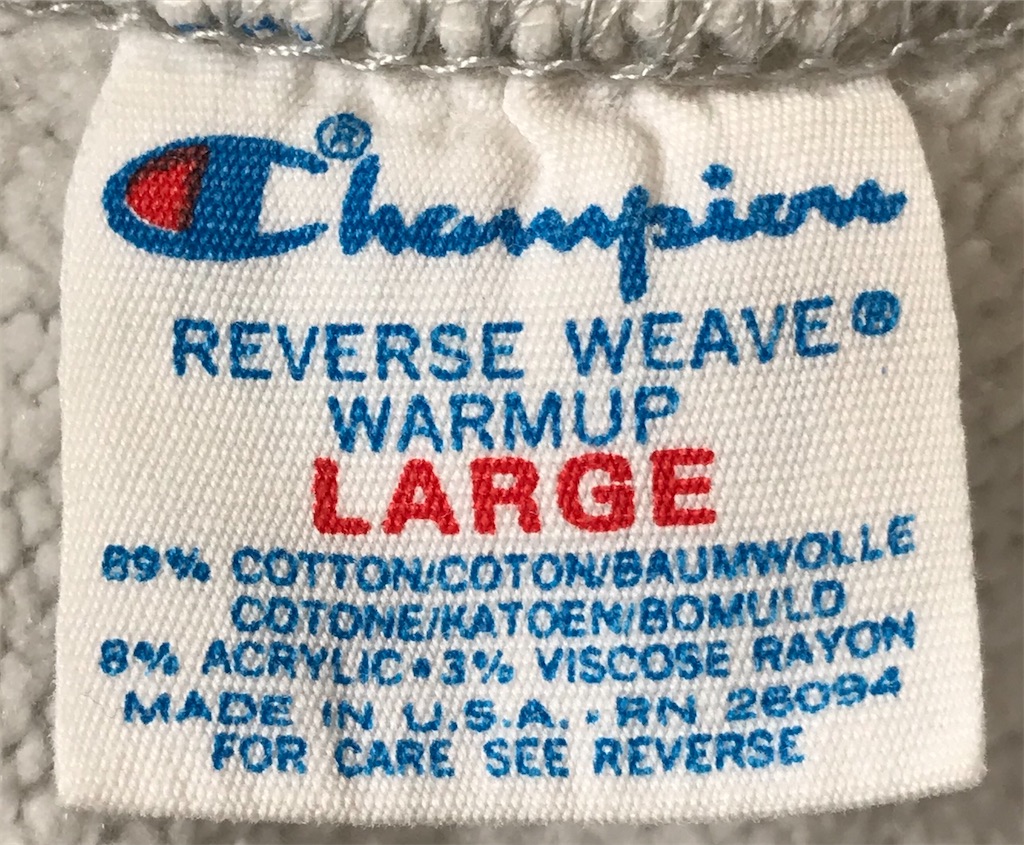 Champion®
REVERSE WEAVE®
WARMUP
LARGE
89% COTTON/COTON/BAUMWOLLE
COTONE/KATOEN/BOMULD
8% ACRYLIC • 3% VISCOSE RAYON
MADE IN U.S.A. • RN 26094
FOR CARE SEE REVERSE